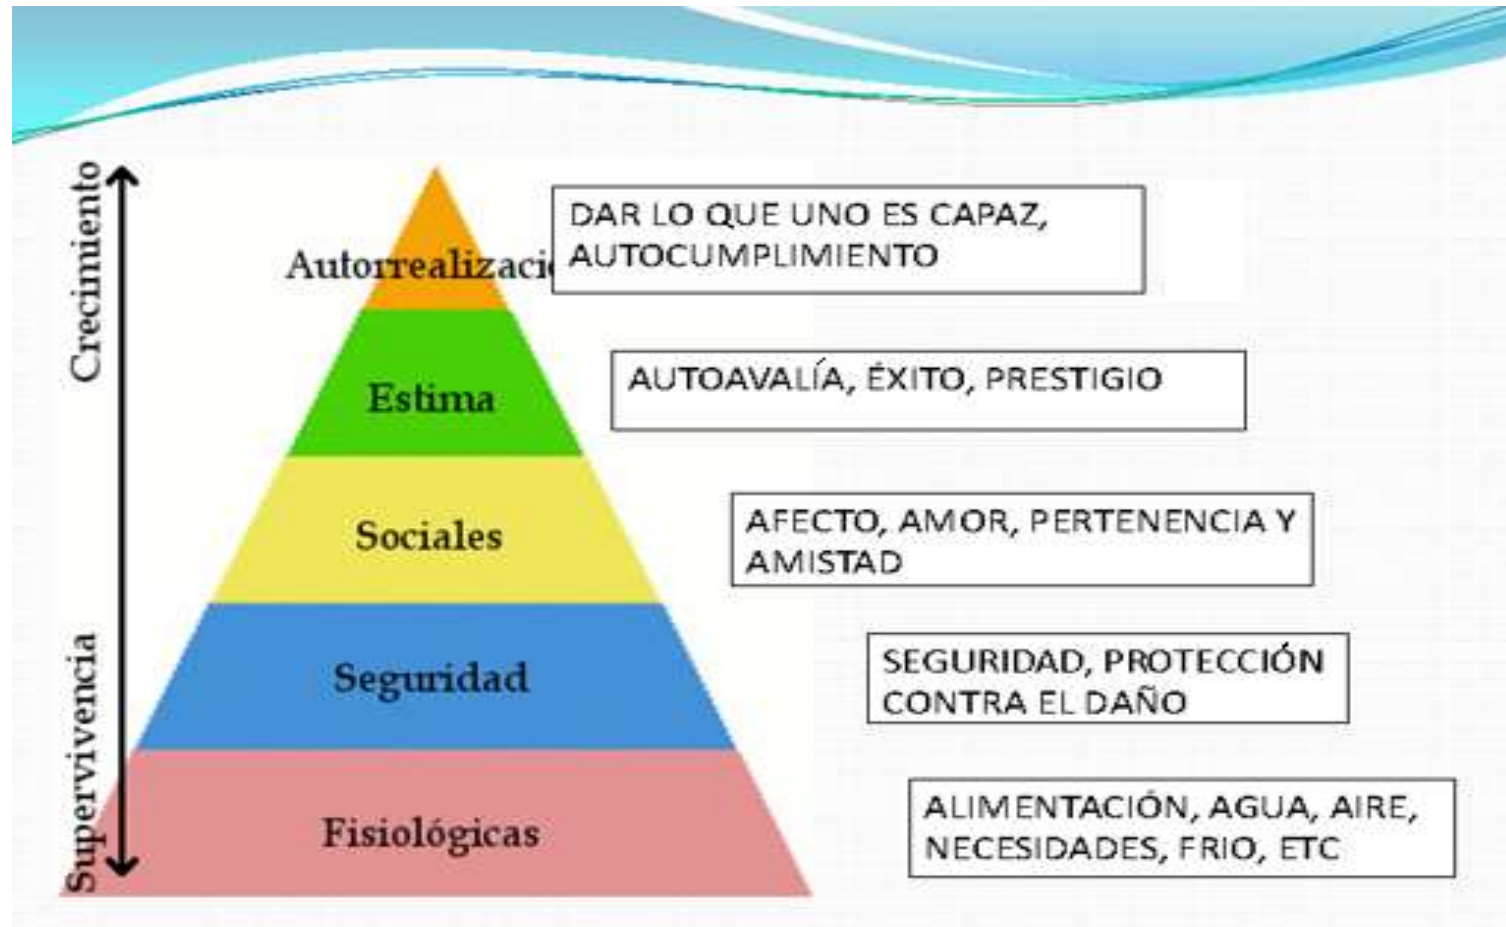 Crecimiento
Supervivencia
Autorrealizació
DAR LO QUE UNO ES CAPAZ,
AUTOCUMPLIMIENTO
Estima
AUTOAVALÍA, ÉXITO, PRESTIGIO
Sociales
AFECTO, AMOR, PERTENENCIA Y
AMISTAD
Seguridad
SEGURIDAD, PROTECCIÓN
CONTRA EL DAÑO
Fisiológicas
ALIMENTACIÓN, AGUA, AIRE,
NECESIDADES, FRIO, ETC